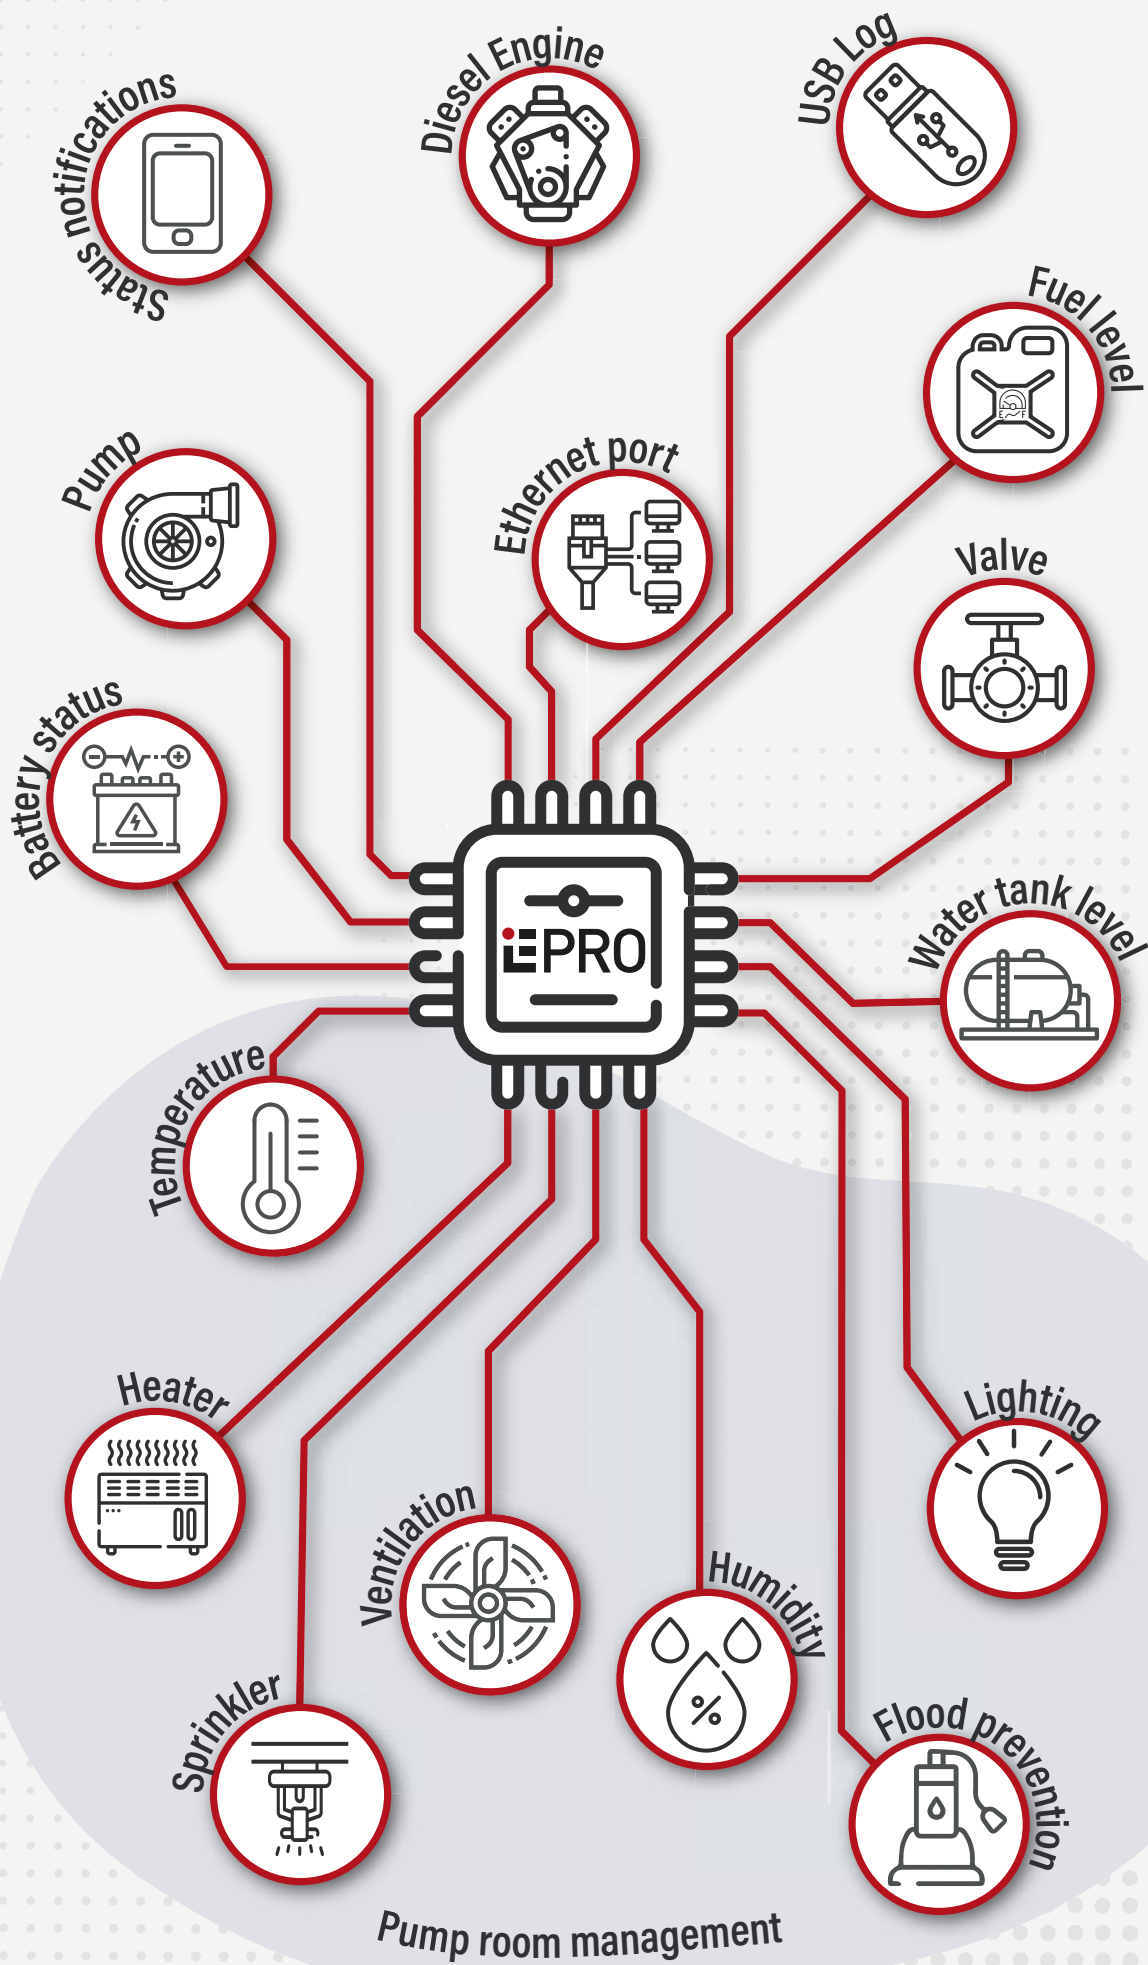 Status notifications
Diesel Engine
USB Log
Fuel level
Pump
Ethernet port
Valve
Battery status
E F
iEPRO
Water tank level
Temperature
Heater
Lighting
Ventilation
Humidity
%
Sprinkler
Flood prevention
Pump room management